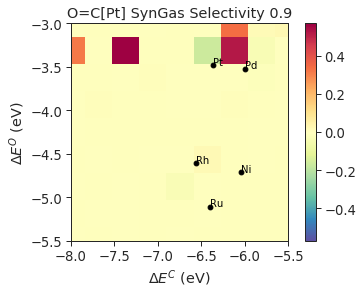 O=C[Pt] SynGas Selectivity 0.9
−3.0
−3.5
−4.0
−4.5
−5.0
−5.5
ΔE^O (eV)
Pt
Pd
Rh
Ni
Ru
−8.0 −7.5 −7.0 −6.5 −6.0 −5.5
ΔE^C (eV)
0.4
0.2
0.0
−0.2
−0.4